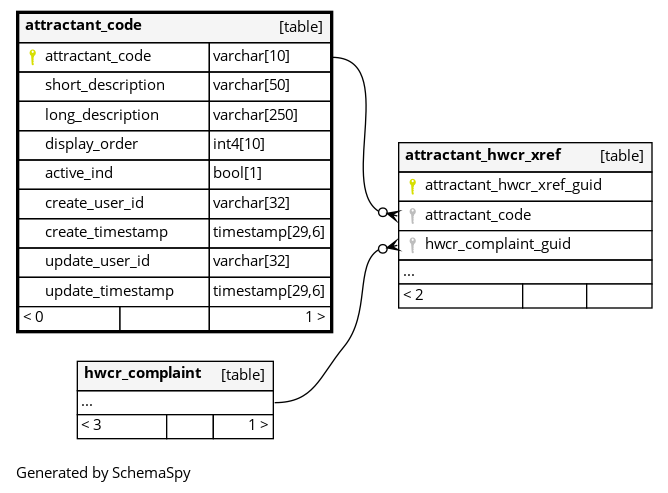 attractant_code [table]
attractant_code varchar[10]
short_description varchar[50]
long_description varchar[250]
display_order int4[10]
active_ind bool[1]
create_user_id varchar[32]
create_timestamp timestamp[29,6]
update_user_id varchar[32]
update_timestamp timestamp[29,6]
< 0 1 >
attractant_hwcr_xref [table]
attractant_hwcr_xref_guid
attractant_code
hwcr_complaint_guid
...
< 2
hwcr_complaint [table]
...
< 3 1 >
Generated by SchemaSpy